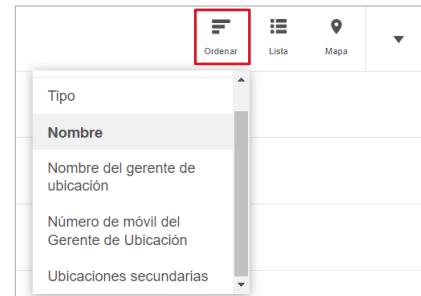 Ordenar Lista Mapa
Tipo
Nombre
Nombre del gerente de
ubicación
Número de móvil del
Gerente de Ubicación
Ubicaciones secundarias